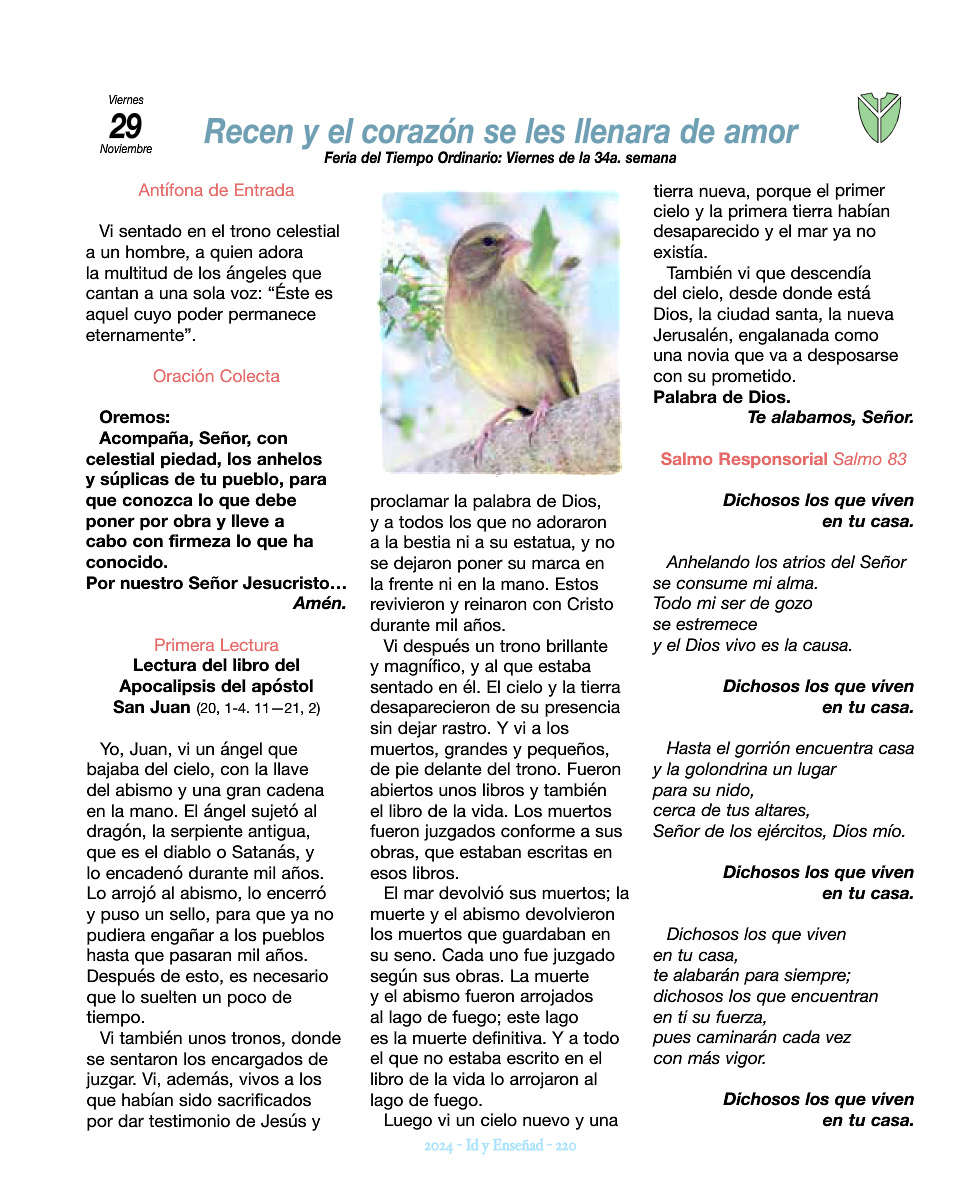 Viernes
29
Noviembre
Recen y el corazón se les llenara de amor
Feria del Tiempo Ordinario: Viernes de la 34a. semana
Antífona de Entrada
Vi sentado en el trono celestial
a un hombre, a quien adora
la multitud de los ángeles que
cantan a una sola voz: “Éste es
aquel cuyo poder permanece
eternamente”.
Oración Colecta
Oremos:
Acompaña, Señor, con
celestial piedad, los anhelos
y súplicas de tu pueblo, para
que conozca lo que debe
poner por obra y lleve a
cabo con firmeza lo que ha
conocido.
Por nuestro Señor Jesucristo…
Amén.
Primera Lectura
Lectura del libro del
Apocalipsis del apóstol
San Juan (20, 1-4. 11—21, 2)
Yo, Juan, vi un ángel que
bajaba del cielo, con la llave
del abismo y una gran cadena
en la mano. El ángel sujetó al
dragón, la serpiente antigua,
que es el diablo o Satanás, y
lo encadenó durante mil años.
Lo arrojó al abismo, lo encerró
y puso un sello, para que ya no
pudiera engañar a los pueblos
hasta que pasaran mil años.
Después de esto, es necesario
que lo suelten un poco de
tiempo.
Vi también unos tronos, donde
se sentaron los encargados de
juzgar. Vi, además, vivos a los
que habían sido sacrificados
por dar testimonio de Jesús y
proclamar la palabra de Dios,
y a todos los que no adoraron
a la bestia ni a su estatua, y no
se dejaron poner su marca en
la frente ni en la mano. Estos
revivieron y reinaron con Cristo
durante mil años.
Vi después un trono brillante
y magnífico, y al que estaba
sentado en él. El cielo y la tierra
desaparecieron de su presencia
sin dejar rastro. Y vi a los
muertos, grandes y pequeños,
de pie delante del trono. Fueron
abiertos unos libros y también
el libro de la vida. Los muertos
fueron juzgados conforme a sus
obras, que estaban escritas en
esos libros.
El mar devolvió sus muertos; la
muerte y el abismo devolvieron
los muertos que guardaban en
su seno. Cada uno fue juzgado
según sus obras. La muerte
y el abismo fueron arrojados
al lago de fuego; este lago
es la muerte definitiva. Y a todo
el que no estaba escrito en el
libro de la vida lo arrojaron al
lago de fuego.
Luego vi un cielo nuevo y una
tierra nueva, porque el primer
cielo y la primera tierra habían
desaparecido y el mar ya no
existía.
También vi que descendía
del cielo, desde donde está
Dios, la ciudad santa, la nueva
Jerusalén, engalanada como
una novia que va a desposarse
con su prometido.
Palabra de Dios.
Te alabamos, Señor.
Salmo Responsorial Salmo 83
Dichosos los que viven
en tu casa.
Anhelando los atrios del Señor
se consume mi alma.
Todo mi ser de gozo
se estremece
y el Dios vivo es la causa.
Dichosos los que viven
en tu casa.
Hasta el gorrión encuentra casa
y la golondrina un lugar
para su nido,
cerca de tus altares,
Señor de los ejércitos, Dios mío.
Dichosos los que viven
en tu casa.
Dichosos los que viven
en tu casa,
te alabarán para siempre;
dichosos los que encuentran
en ti su fuerza,
pues caminarán cada vez
con más vigor.
Dichosos los que viven
en tu casa.
2024 - Id y Enseñad - 220